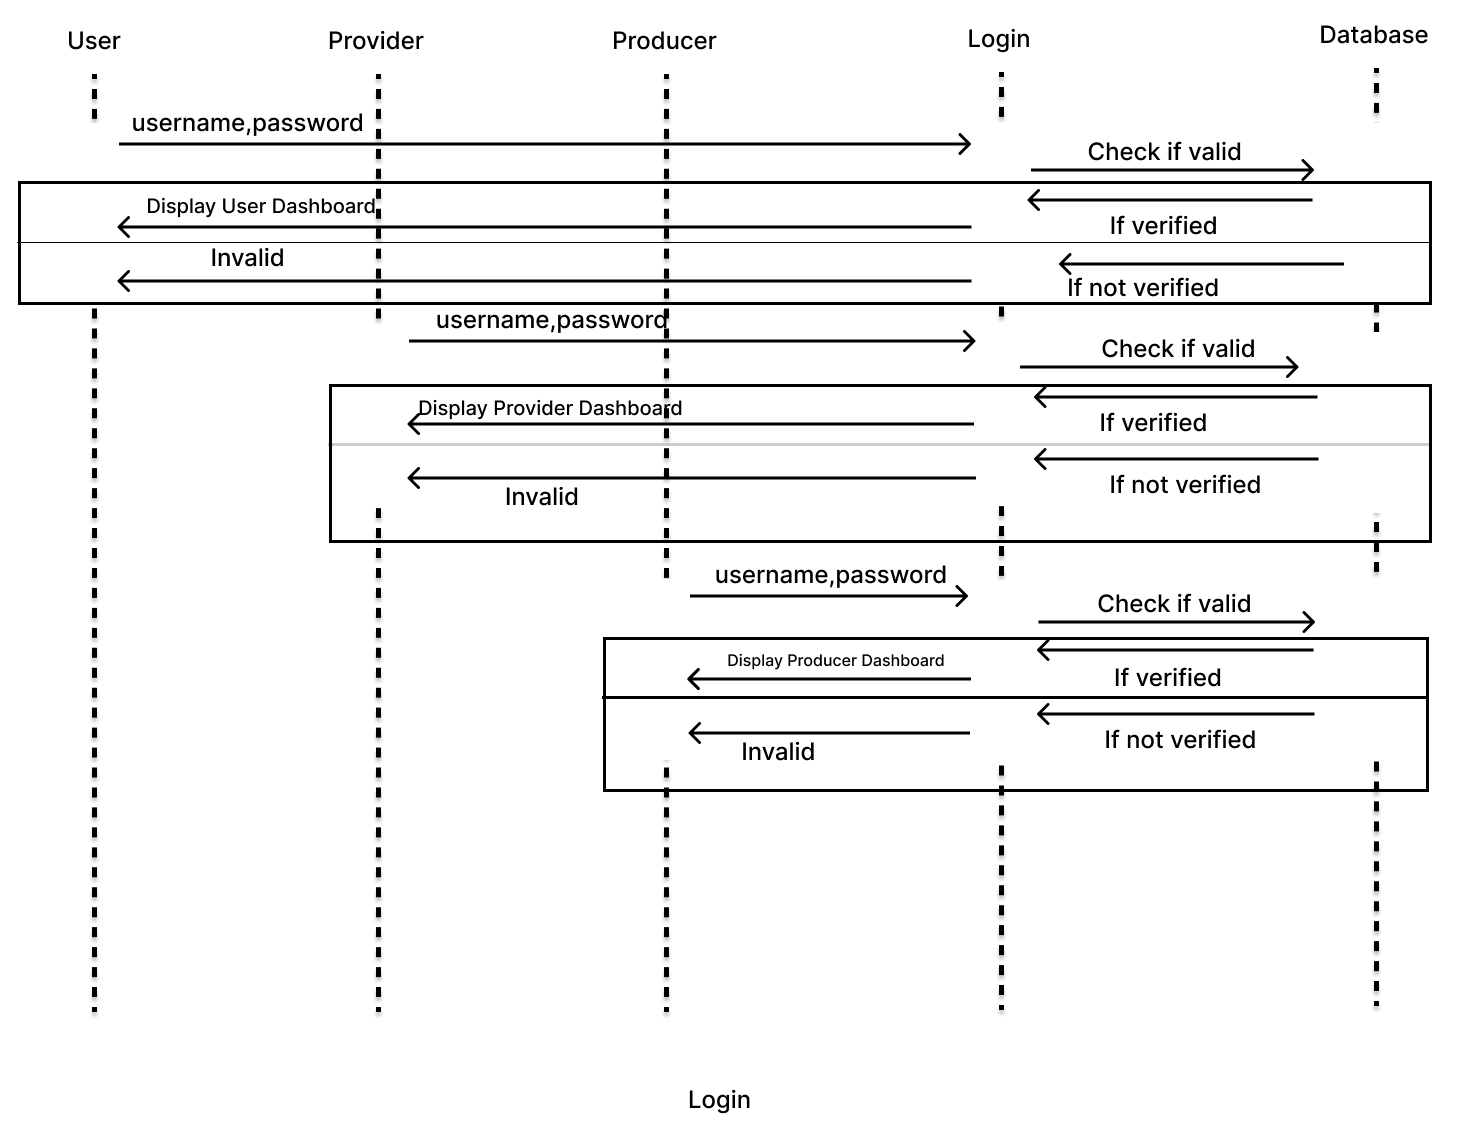 User
Provider
Producer
Login
Database
username,password
Check if valid
Display User Dashboard
If verified
Invalid
If not verified
username,password
Check if valid
Display Provider Dashboard
If verified
If not verified
Invalid
username,password
Check if valid
Display Producer Dashboard
If verified
If not verified
Invalid
Login